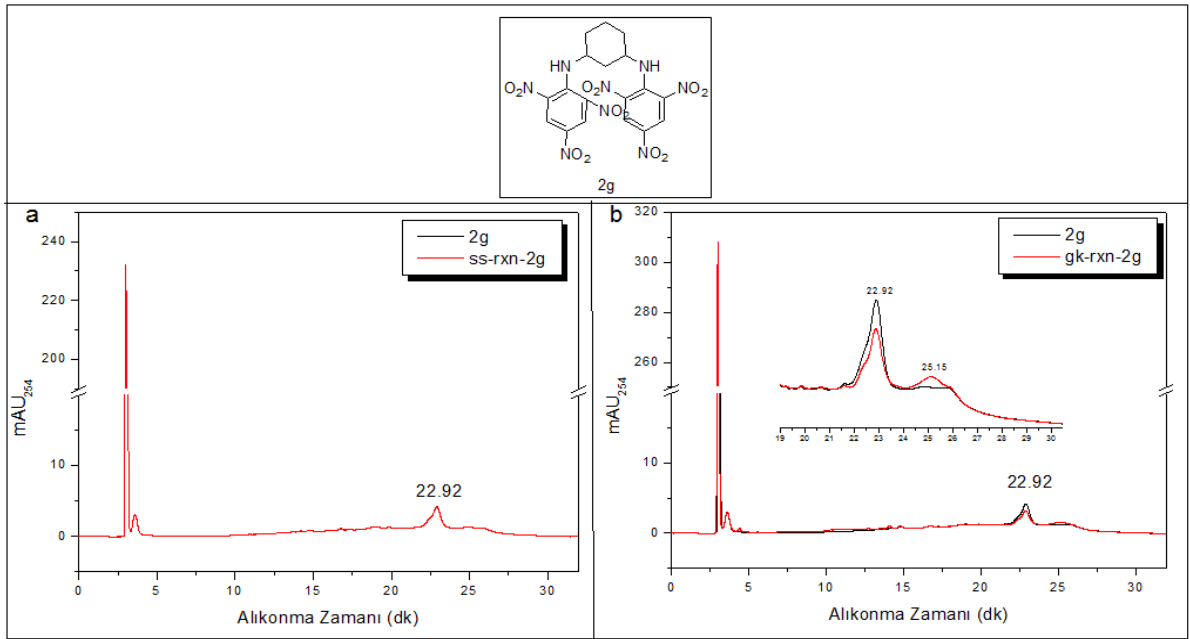 HN NH
O₂N NO₂ O₂N NO₂
NO₂
NO₂ NO₂
2g
a
2g
ss-rxn-2g
240
220
200
10
0
mAU₂₅₄
22.92
0 5 10 15 20 25 30
Alıkonma Zamanı (dk)
b
2g
gk-rxn-2g
320
300
280
260
10
0
mAU₂₅₄
22.92
25.15
19 20 21 22 23 24 25 26 27 28 29 30
22.92
0 5 10 15 20 25 30
Alıkonma Zamanı (dk)